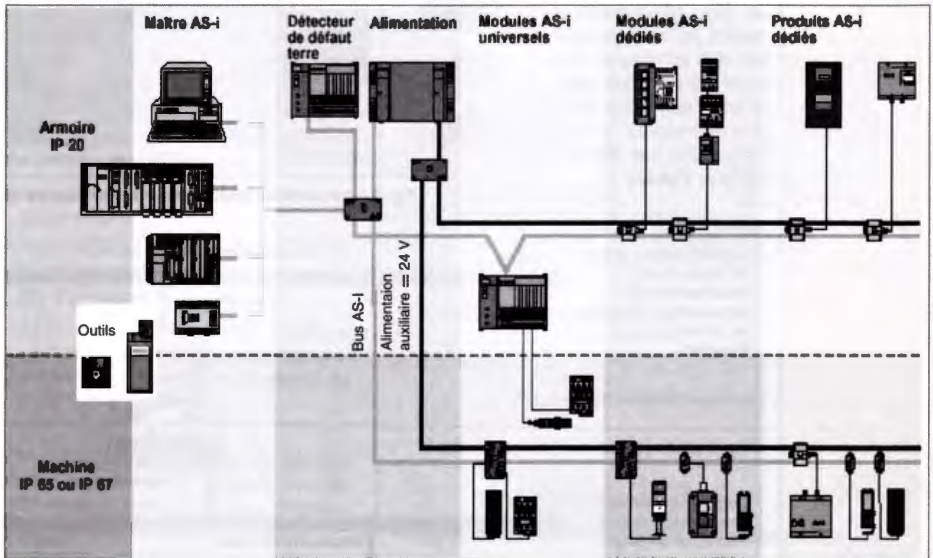 Maître AS-i
Détecteur
de défaut
terre
Alimentation
Modules AS-i
universels
Modules AS-i
dédiés
Produits AS-i
dédiés
Armoire
IP 20
Outils
Bus AS-I
Alimentaion
auxiliaire = 24 V
Machine
IP 65 ou IP 67